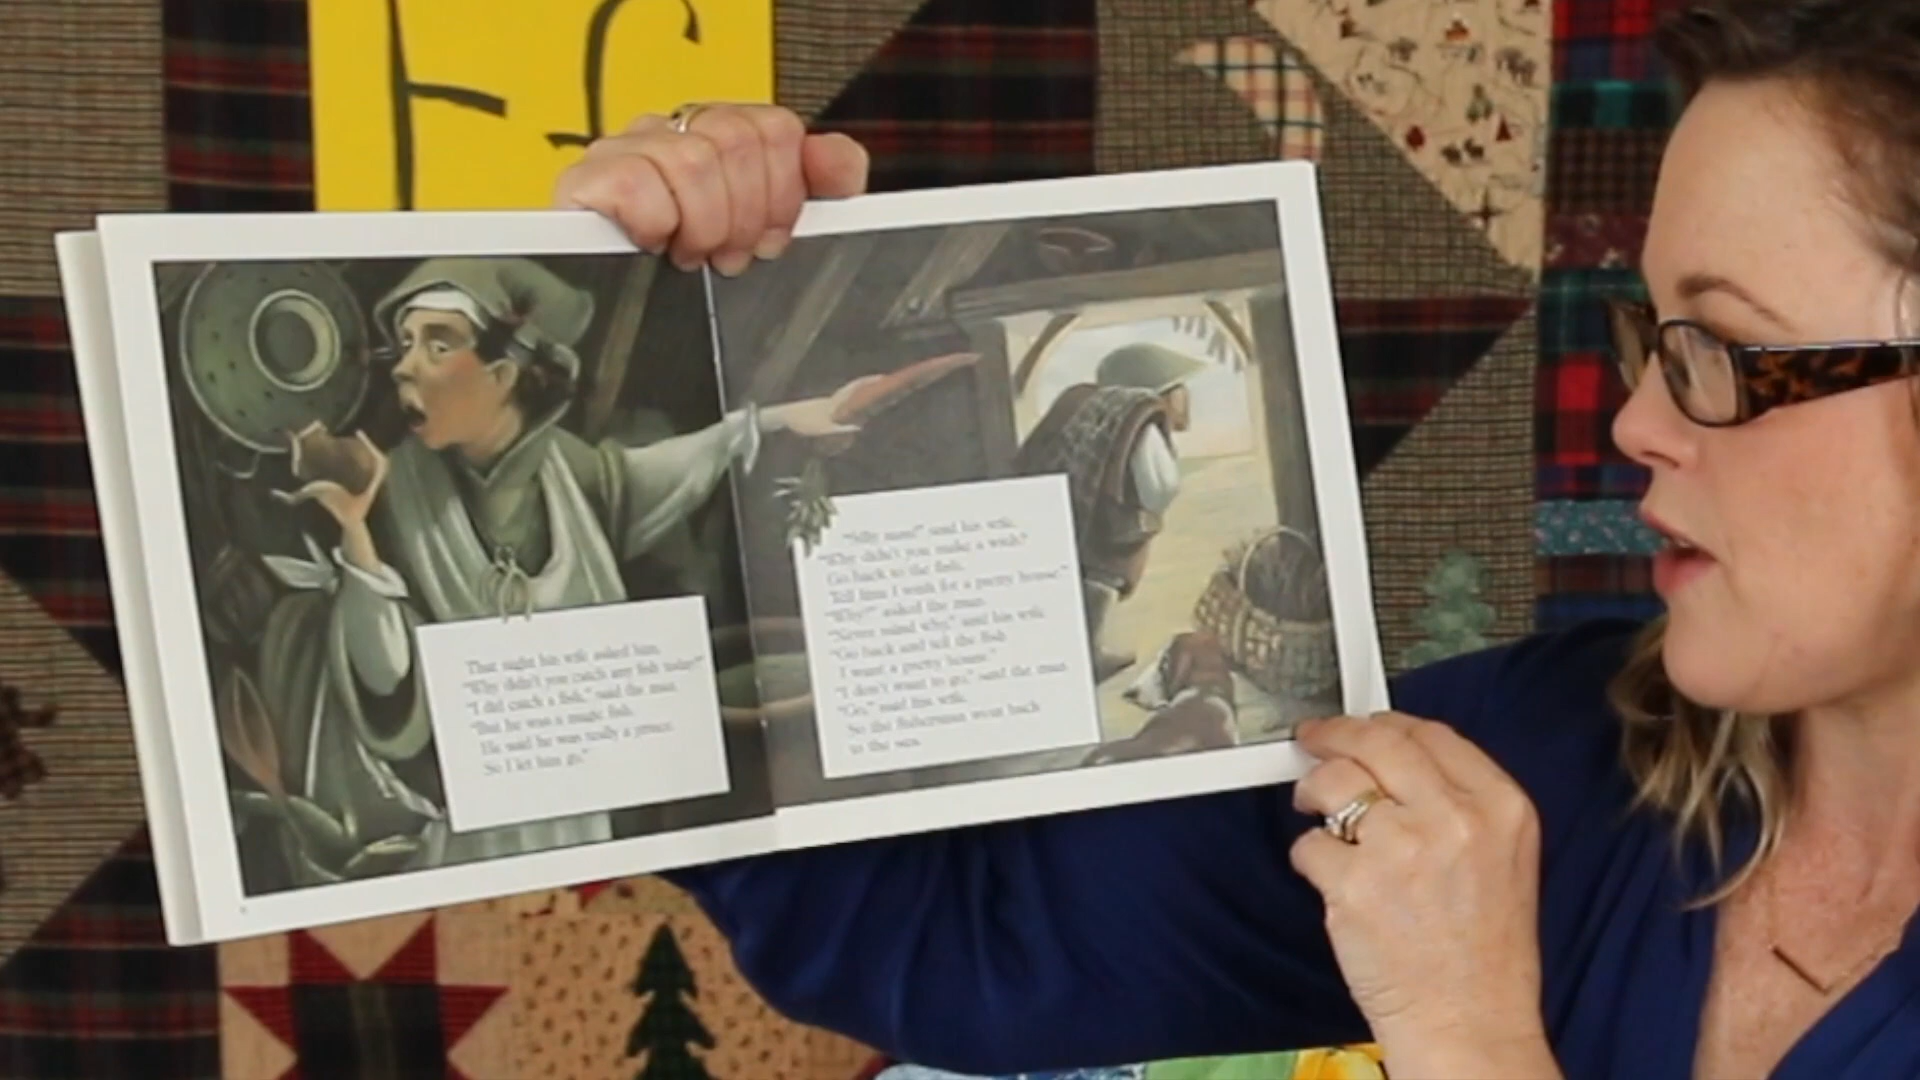 That night his wife asked him,
"Why didn't you catch any fish today?"
"I did catch a fish," said the man.
"But he was a magic fish.
He said he was really a prince.
So I let him go."
"Silly man!" said his wife.
"Why didn't you make a wish?
Go back to the fish.
Tell him I wish for a pretty house."
"Why?" asked the man.
"Never mind why," said his wife.
"Go back and tell the fish
I want a pretty house."
"I don't want to go," said the man.
"Go," said his wife.
So the fisherman went back
to the sea.